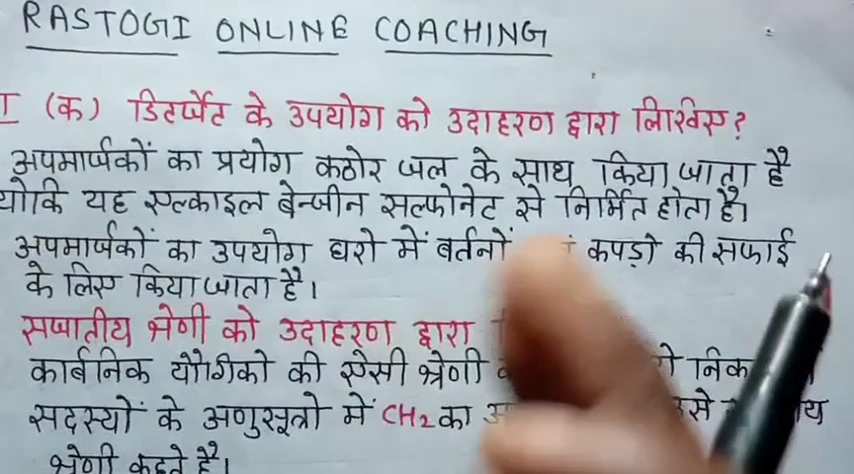 RASTOGI ONLINE COACHING
(क) डिटर्जेंट के उपयोग को उदाहरण द्वारा लिखिए?
अपमार्जकों का प्रयोग कठोर जल के साथ किया जाता है
योकि यह एल्काइल बेन्जीन सल्फोनेट से निर्मित होता है।
अपमार्जकों का उपयोग घरो में बर्तनों कपड़ो की सफाई
के लिए किया जाता है।
सजातीय श्रेणी को उदाहरण द्वारा
कार्बनिक यौगिको की ऐसी श्रेणी
सदस्यों के अणुसूत्रो में CH₂ का
श्रेणी कहते है।